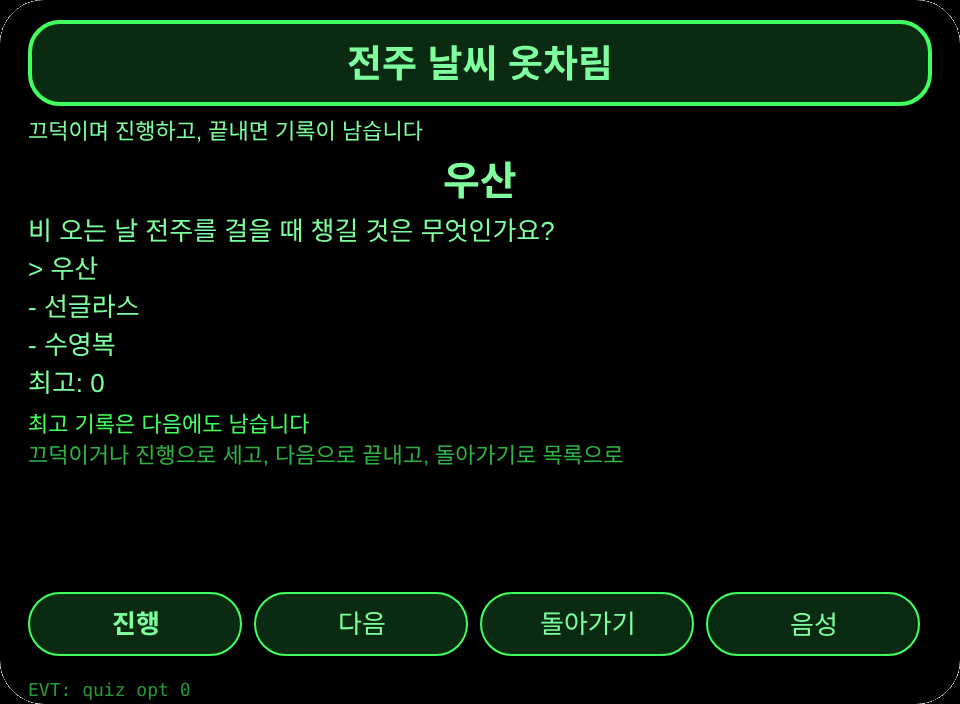 전주 날씨 옷차림
끄덕이며 진행하고, 끝내면 기록이 남습니다
우산
비 오는 날 전주를 걸을 때 챙길 것은 무엇인가요?
> 우산
- 선글라스
- 수영복
최고: 0
최고 기록은 다음에도 남습니다
끄덕이거나 진행으로 세고, 다음으로 끝내고, 돌아가기로 목록으로
진행 다음 돌아가기 음성
EVT: quiz opt 0